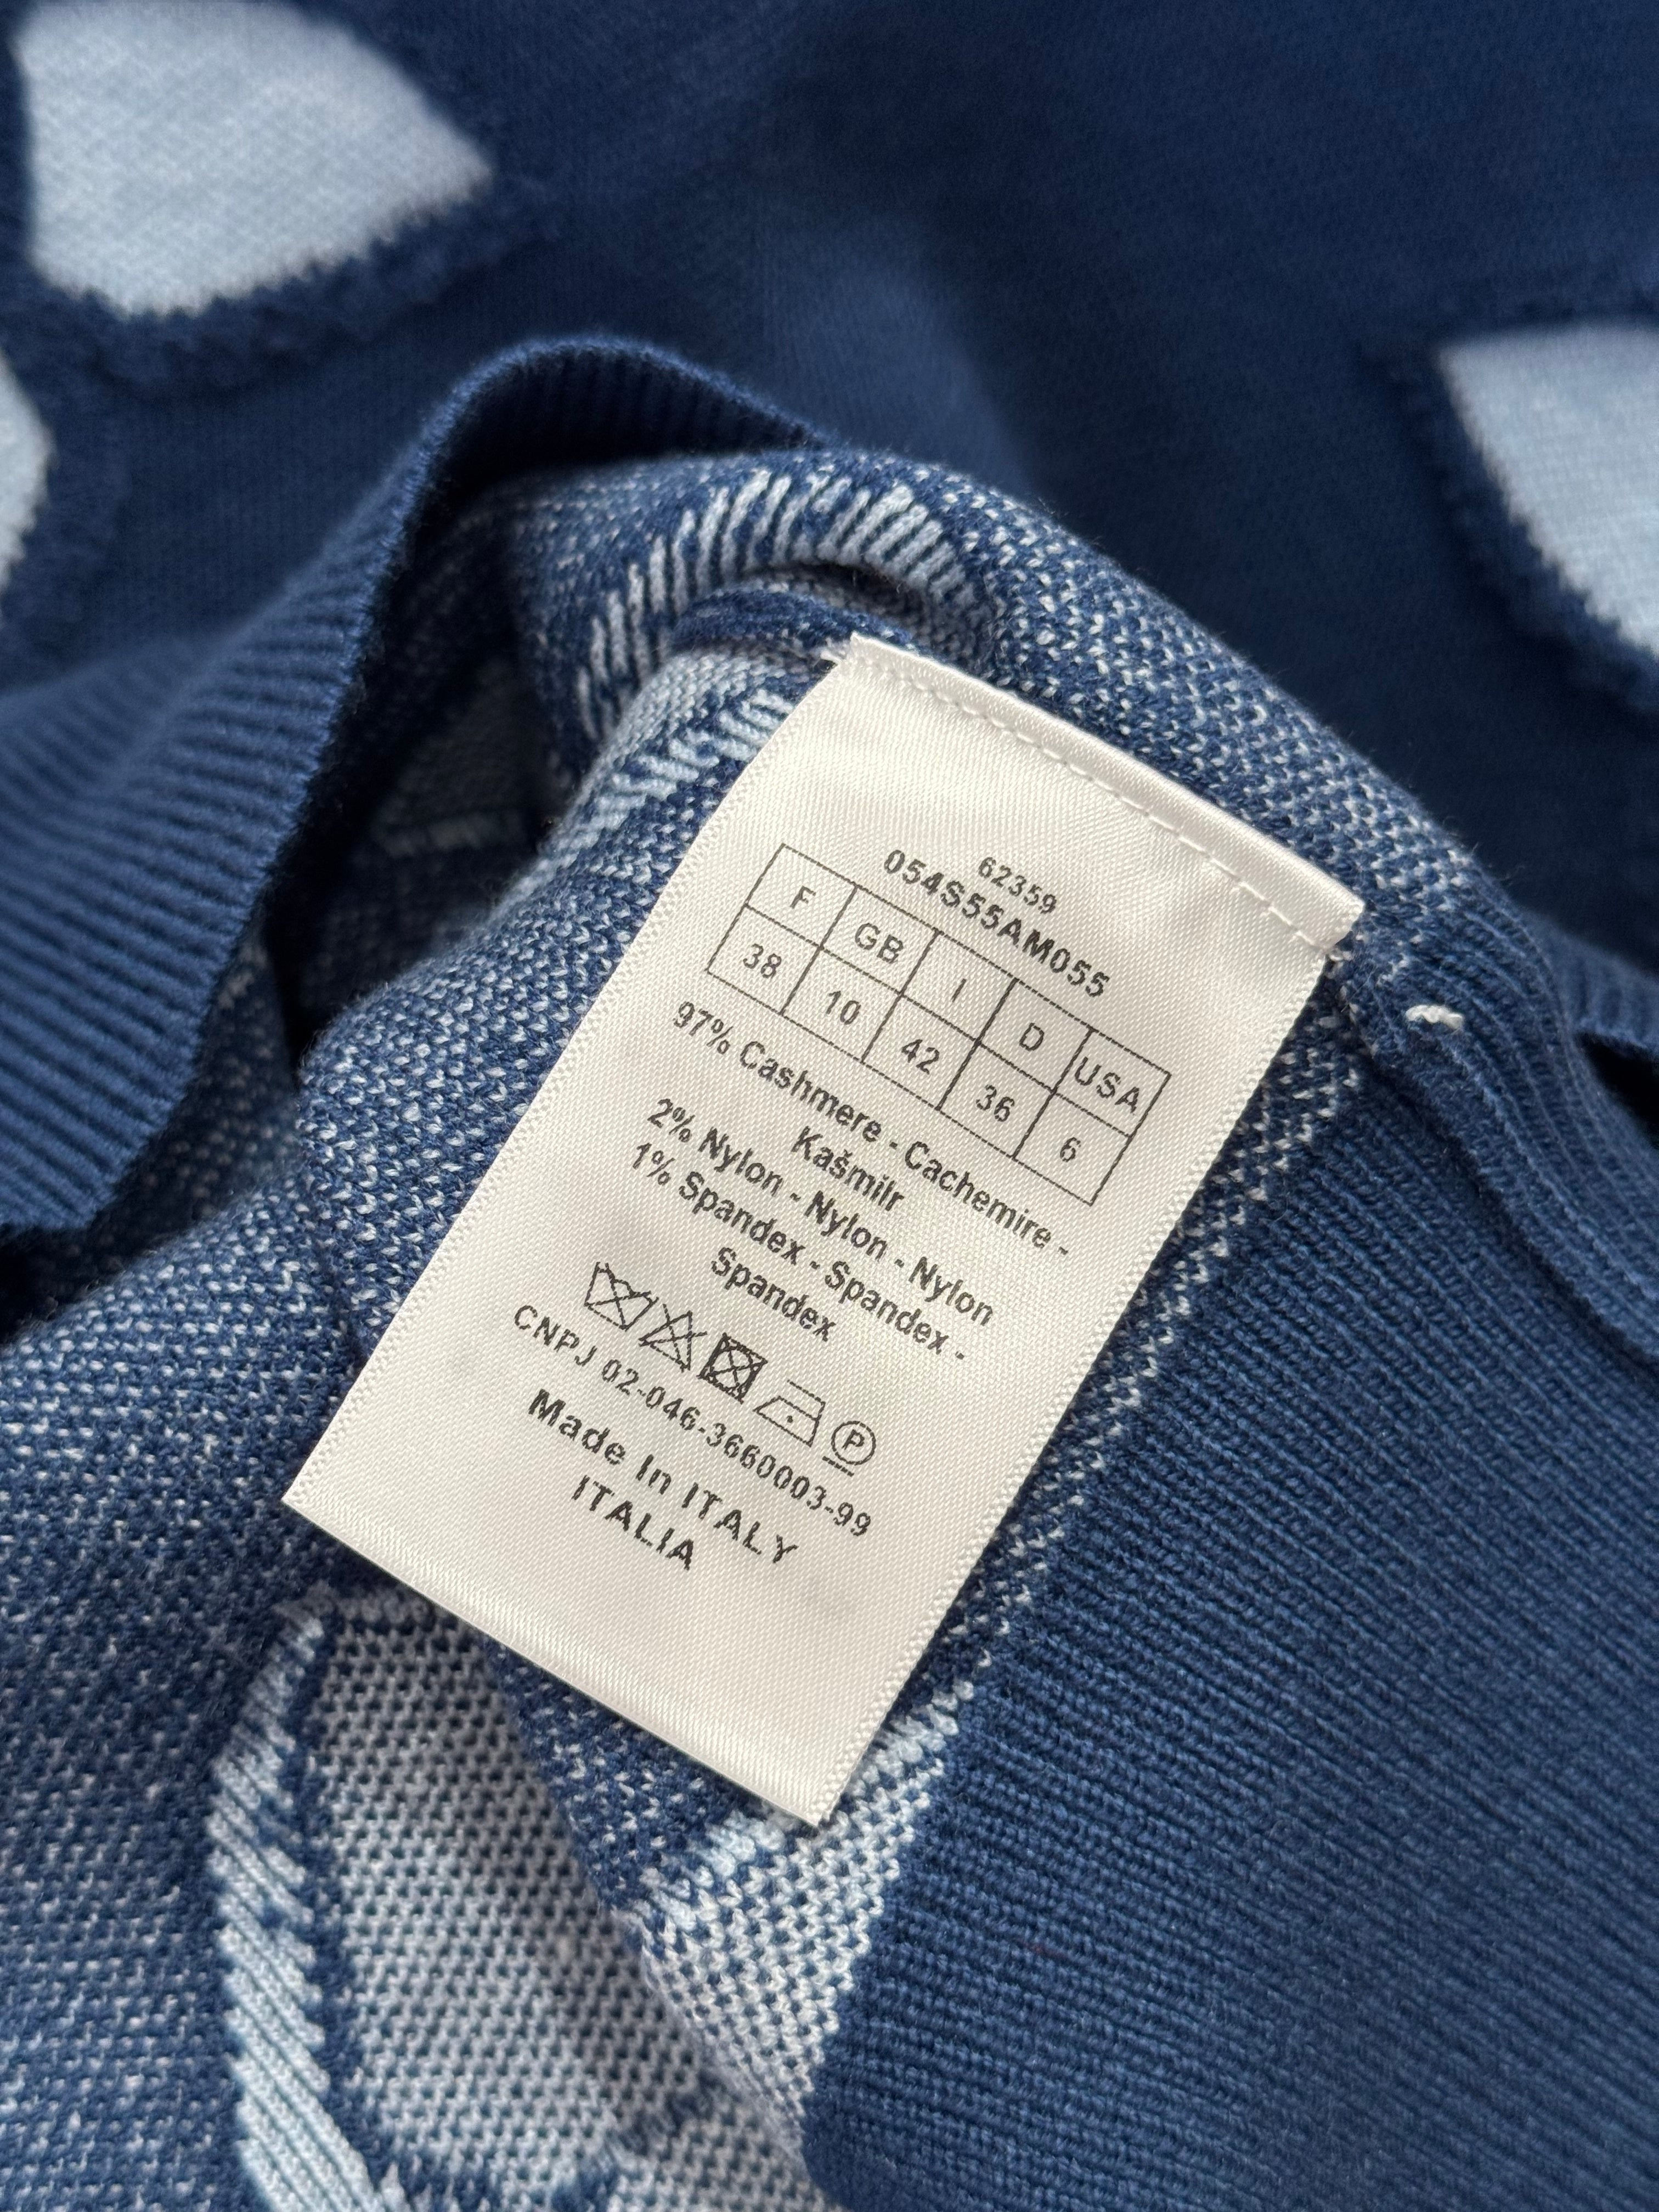 62359
054S55AM055
F GB I D USA
38 10 42 36 6
97% Cashmere - Cachemire -
Kašmilr
2% Nylon - Nylon - Nylon
1% Spandex - Spandex -
Spandex
P
CNPJ 02-046-3660003-99
Made In ITALY
ITALIA